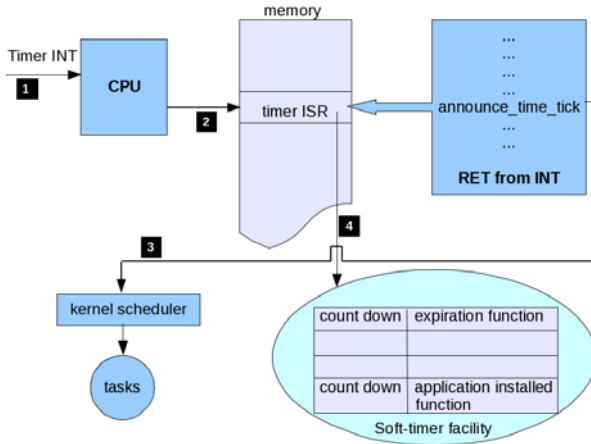 memory
Timer INT
1
CPU
2
timer ISR
...
...
...
...
announce_time_tick
...
...
RET from INT
3
4
kernel scheduler
tasks
count down expiration function
count down application installed
function
Soft-timer facility